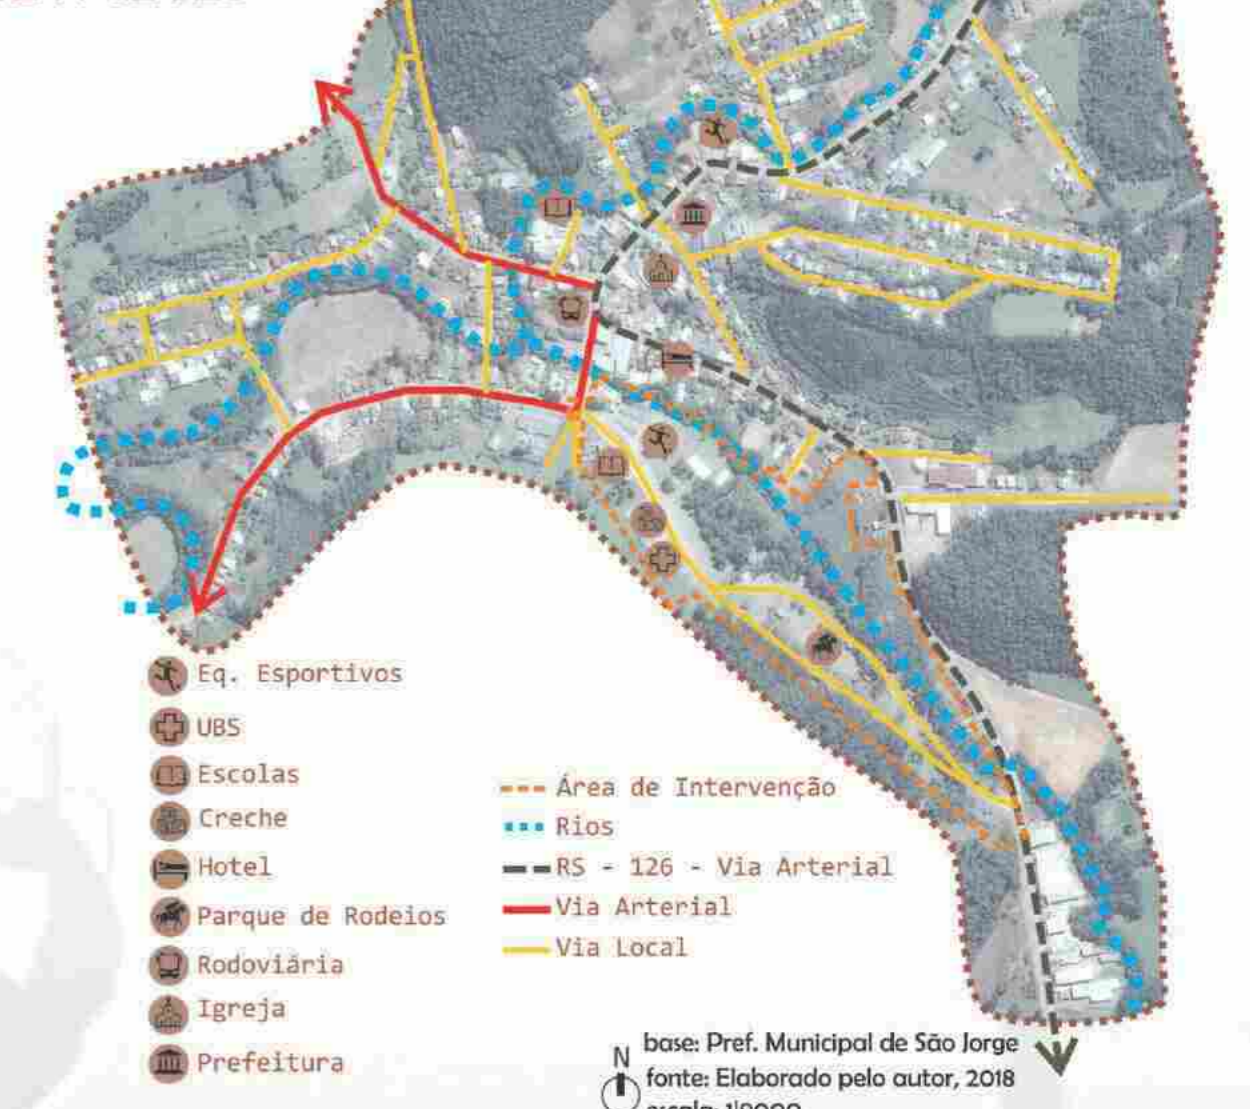 Eq. Esportivos
UBS
Escolas
Creche
Hotel
Parque de Rodeios
Rodoviária
Igreja
Prefeitura
Área de Intervenção
Rios
RS - 126 - Via Arterial
Via Arterial
Via Local
N
base: Pref. Municipal de São Jorge
fonte: Elaborado pelo autor, 2018